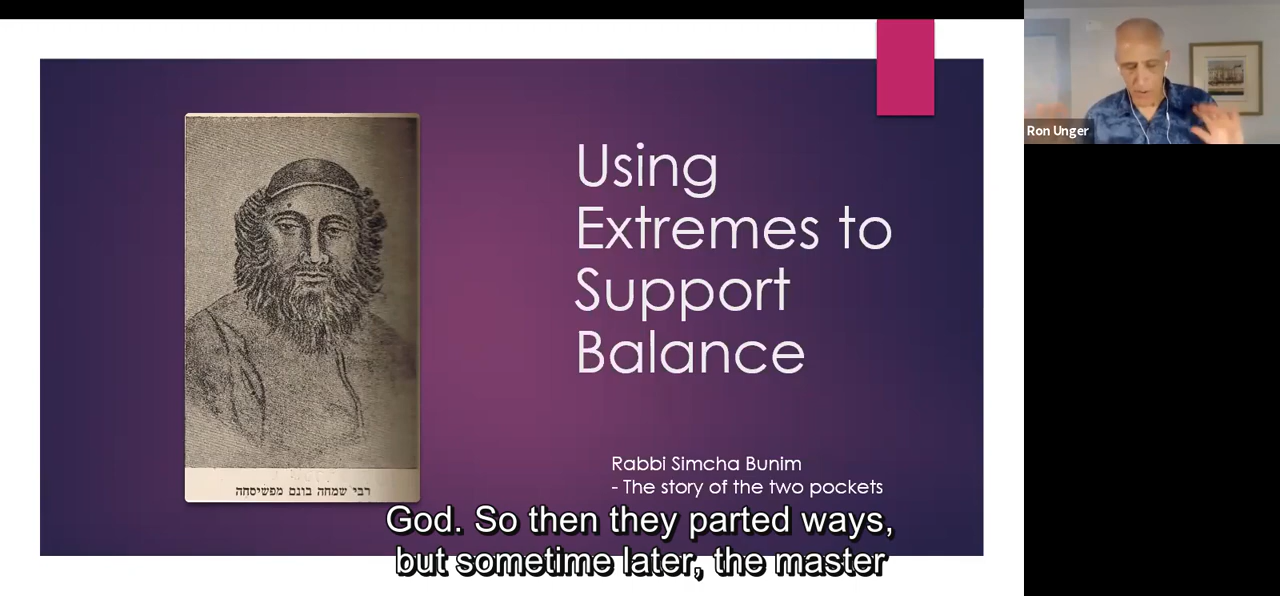 Using
Extremes to
Support
Balance
Rabbi Simcha Bunim
- The story of the two pockets
רבי שמחה בונם מפשיסחה
God. So then they parted ways,
but sometime later, the master
Ron Unger